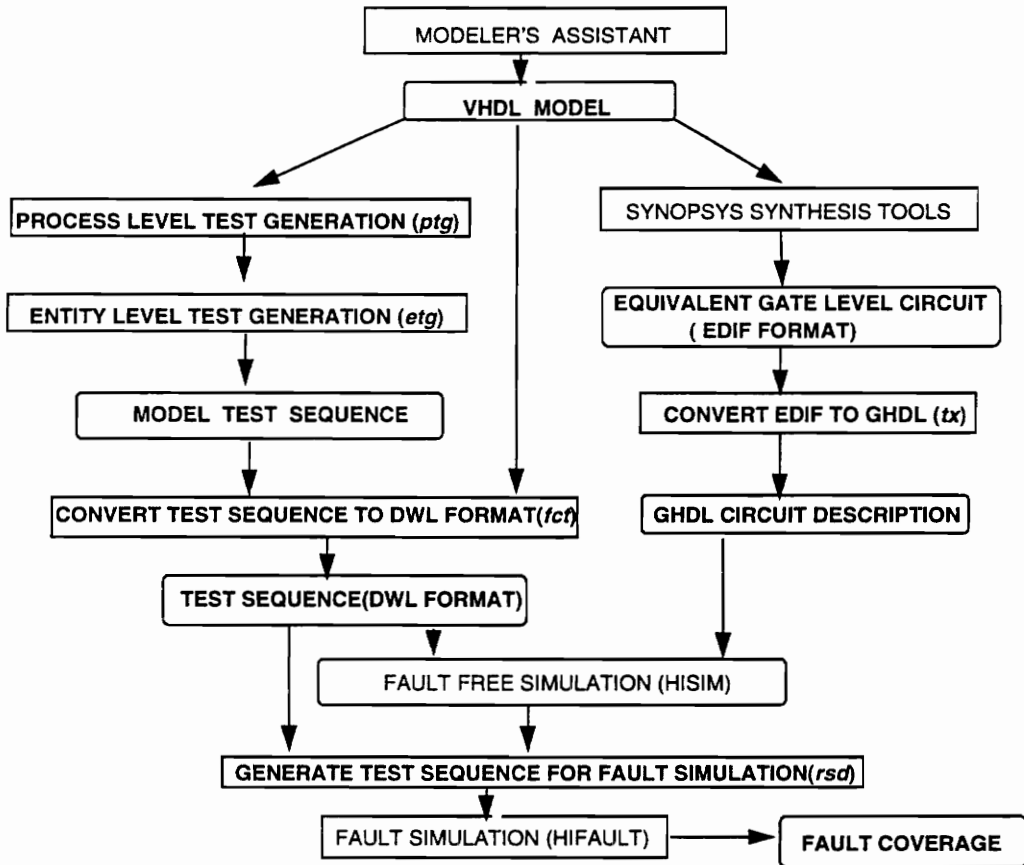 MODELER'S ASSISTANT
VHDL MODEL
PROCESS LEVEL TEST GENERATION (ptg)
SYNOPSYS SYNTHESIS TOOLS
ENTITY LEVEL TEST GENERATION (etg)
EQUIVALENT GATE LEVEL CIRCUIT
( EDIF FORMAT)
MODEL TEST SEQUENCE
CONVERT EDIF TO GHDL (tx)
CONVERT TEST SEQUENCE TO DWL FORMAT(fct)
GHDL CIRCUIT DESCRIPTION
TEST SEQUENCE(DWL FORMAT)
FAULT FREE SIMULATION (HISIM)
GENERATE TEST SEQUENCE FOR FAULT SIMULATION(rsd)
FAULT SIMULATION (HIFAULT)
FAULT COVERAGE